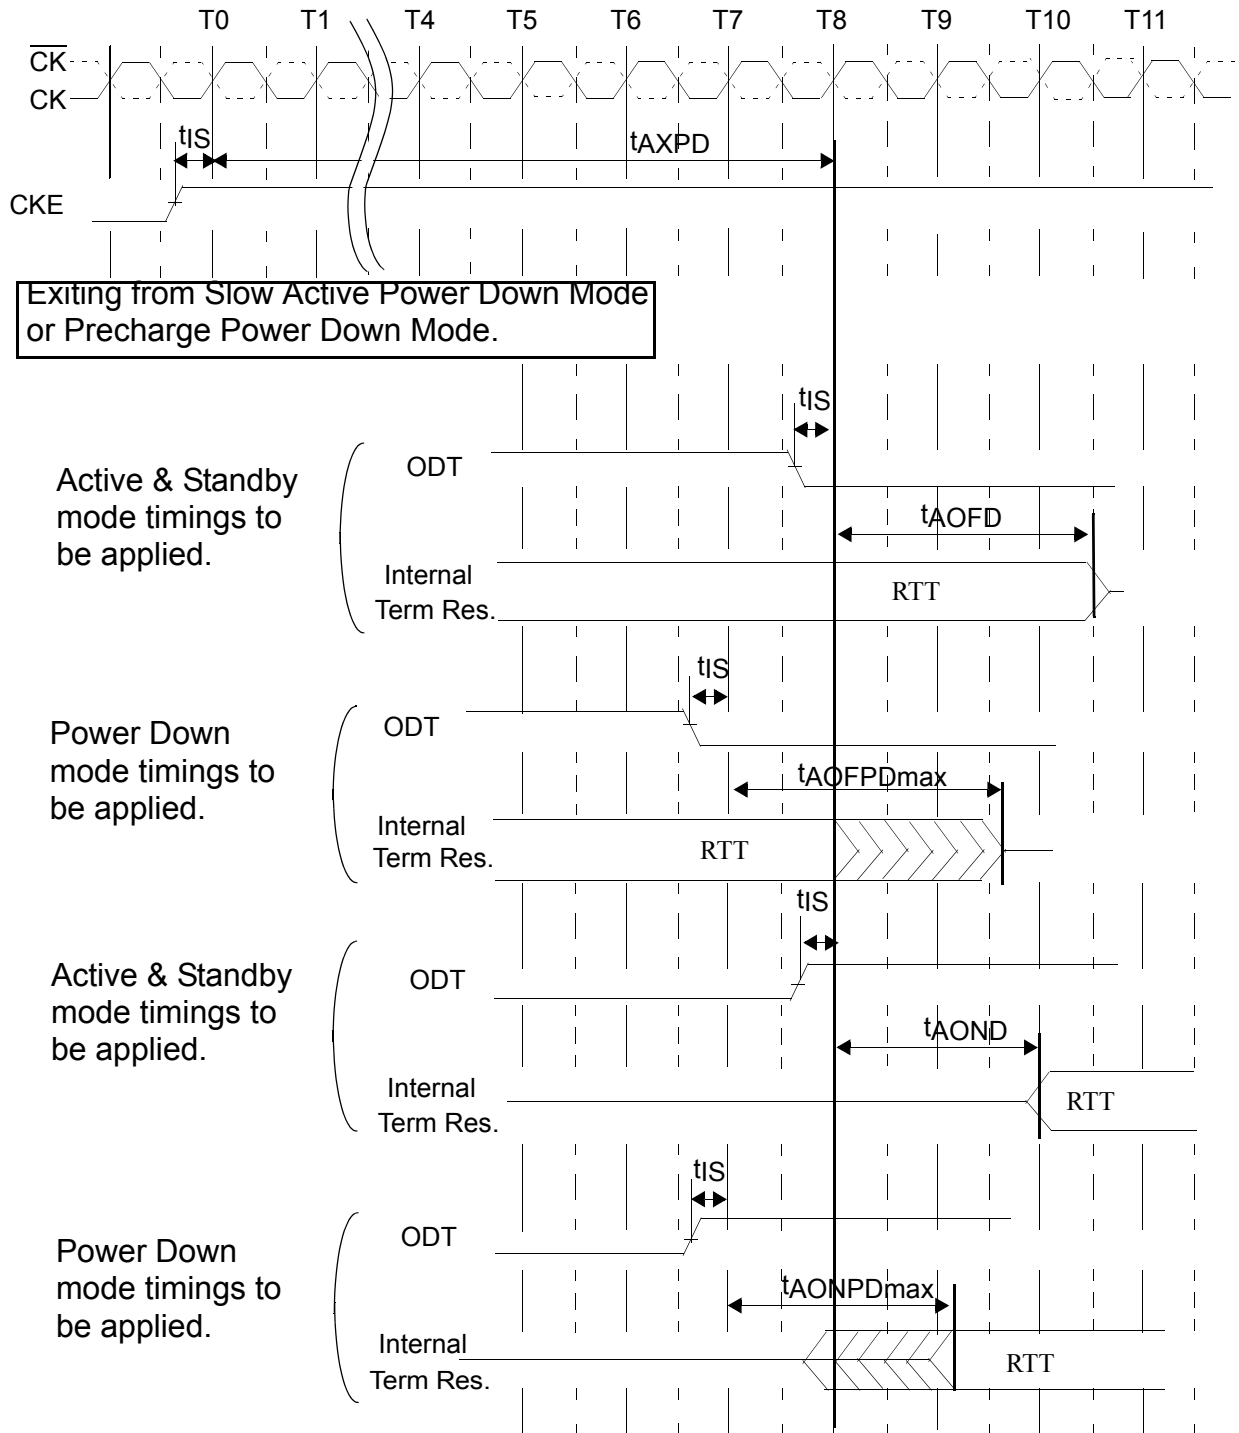 T0 T1 T4 T5 T6 T7 T8 T9 T10 T11
CK
CK
tIS
tAXPD
CKE
Exiting from Slow Active Power Down Mode
or Precharge Power Down Mode.
tIS
Active & Standby
mode timings to
be applied.
ODT
tAOFD
Internal
Term Res.
RTT
tIS
Power Down
mode timings to
be applied.
ODT
tAOFPDmax
Internal
Term Res.
RTT
tIS
Active & Standby
mode timings to
be applied.
ODT
tAOND
Internal
Term Res.
RTT
tIS
Power Down
mode timings to
be applied.
ODT
tAONPDmax
Internal
Term Res.
RTT